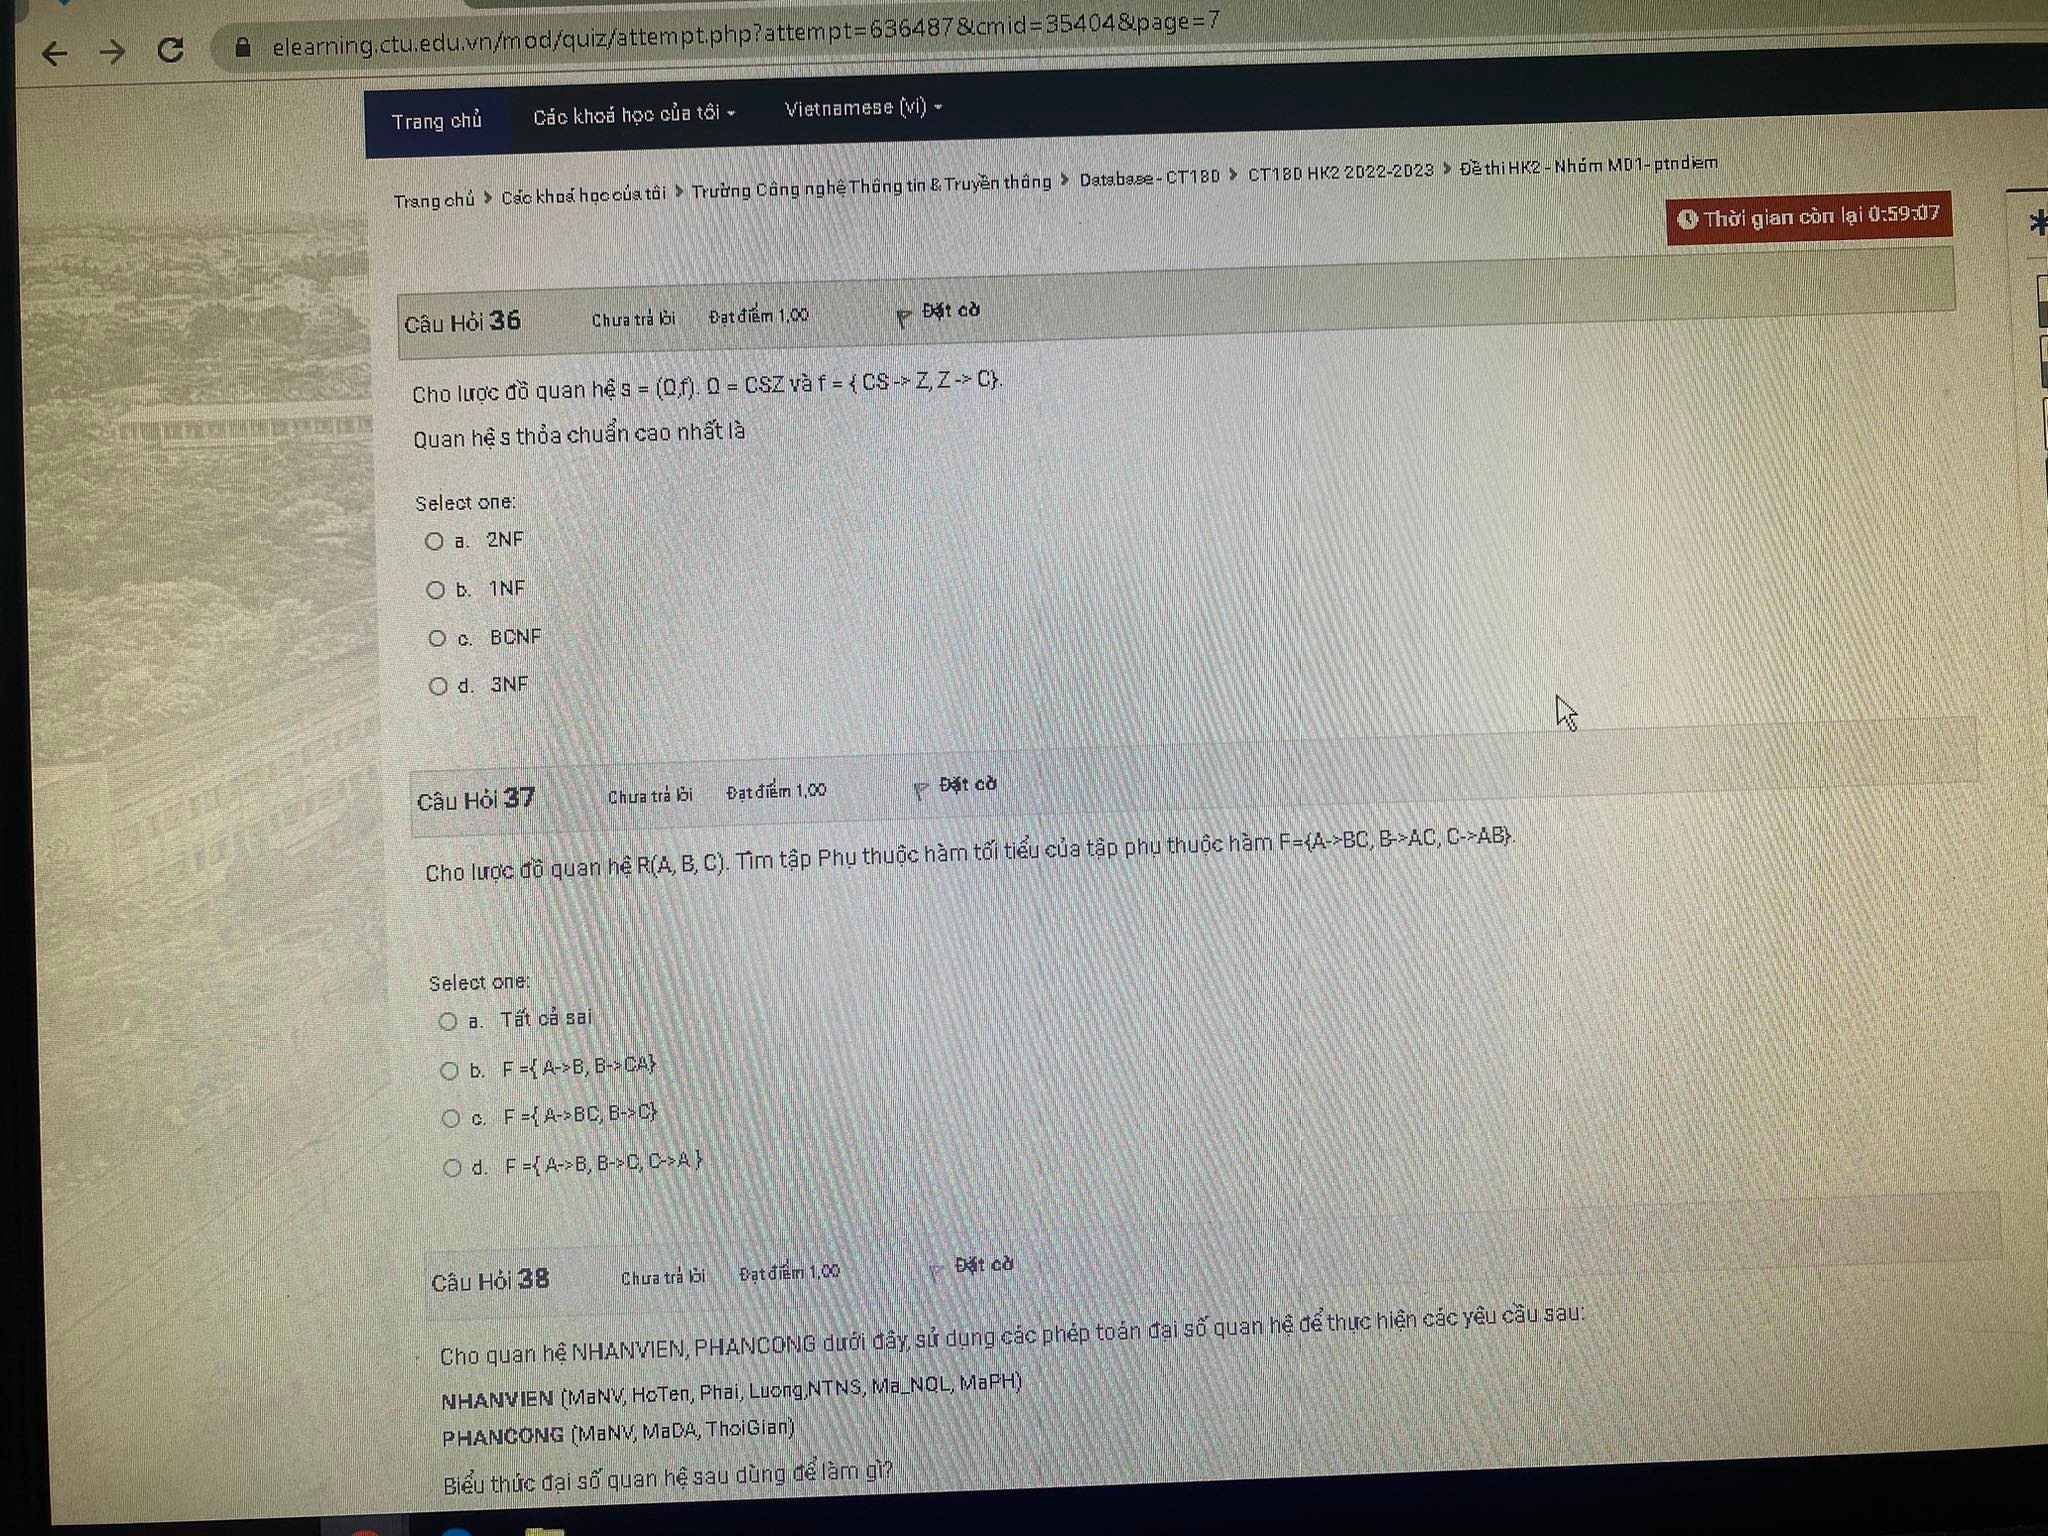 elearning.ctu.edu.vn/mod/quiz/attempt.php?attempt=636487&cmid=35404&page=7
Trang chủ Các khoá học của tôi Vietnamese (vi)
Trang chủ Các khoá học của tôi Trường Công nghệ Thông tin & Truyền thông Database - CT180 CT180 HK2 2022-2023 Đề thi HK2 - Nhóm M01- ptndiem
Thời gian còn lại 0:59:07
Câu Hỏi 36 Chưa trả lời Đạt điểm 1,00 Đặt cờ
Cho lược đồ quan hệ s = (Ω,f). Ω = CSZ và f = { CS -> Z, Z -> C}.
Quan hệ s thỏa chuẩn cao nhất là
Select one:
a. 2NF
b. 1NF
c. BCNF
d. 3NF
Câu Hỏi 37 Chưa trả lời Đạt điểm 1,00 Đặt cờ
Cho lược đồ quan hệ R(A, B, C). Tìm tập Phụ thuộc hàm tối tiểu của tập phụ thuộc hàm F={A->BC, B->AC, C->AB}.
Select one:
a. Tất cả sai
b. F ={ A->B, B->CA}
c. F ={ A->BC, B->C}
d. F ={ A->B, B->C, C->A }
Câu Hỏi 38 Chưa trả lời Đạt điểm 1,00 Đặt cờ
Cho quan hệ NHANVIEN, PHANCONG dưới đây, sử dụng các phép toán đại số quan hệ để thực hiện các yêu cầu sau:
NHANVIEN (MaNV, HoTen, Phai, Luong,NTNS, Ma_NQL, MaPH)
PHANCONG (MaNV, MaDA, ThoiGian)
Biểu thức đại số quan hệ sau dùng để làm gì?